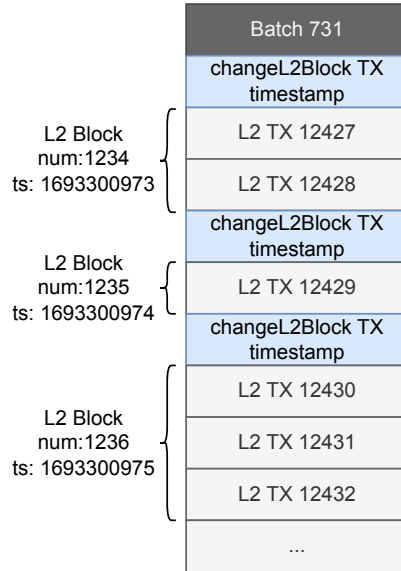 Batch 731
changeL2Block TX
timestamp
L2 Block
num:1234
ts: 1693300973
L2 TX 12427
L2 TX 12428
changeL2Block TX
timestamp
L2 Block
num:1235
ts: 1693300974
L2 TX 12429
changeL2Block TX
timestamp
L2 Block
num:1236
ts: 1693300975
L2 TX 12430
L2 TX 12431
L2 TX 12432
...